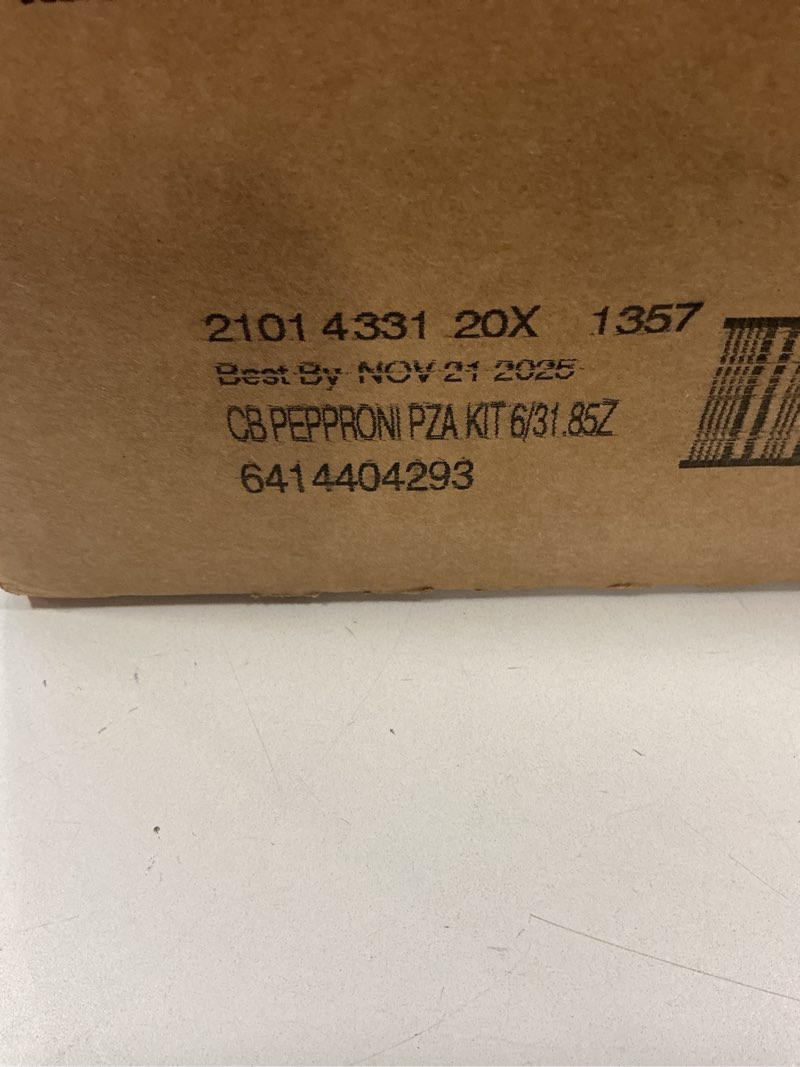 2101 4331 20X 1357
Best By NOV 21 2025
CB PEPPRONI PZA KIT 6/31.85Z
6414404293